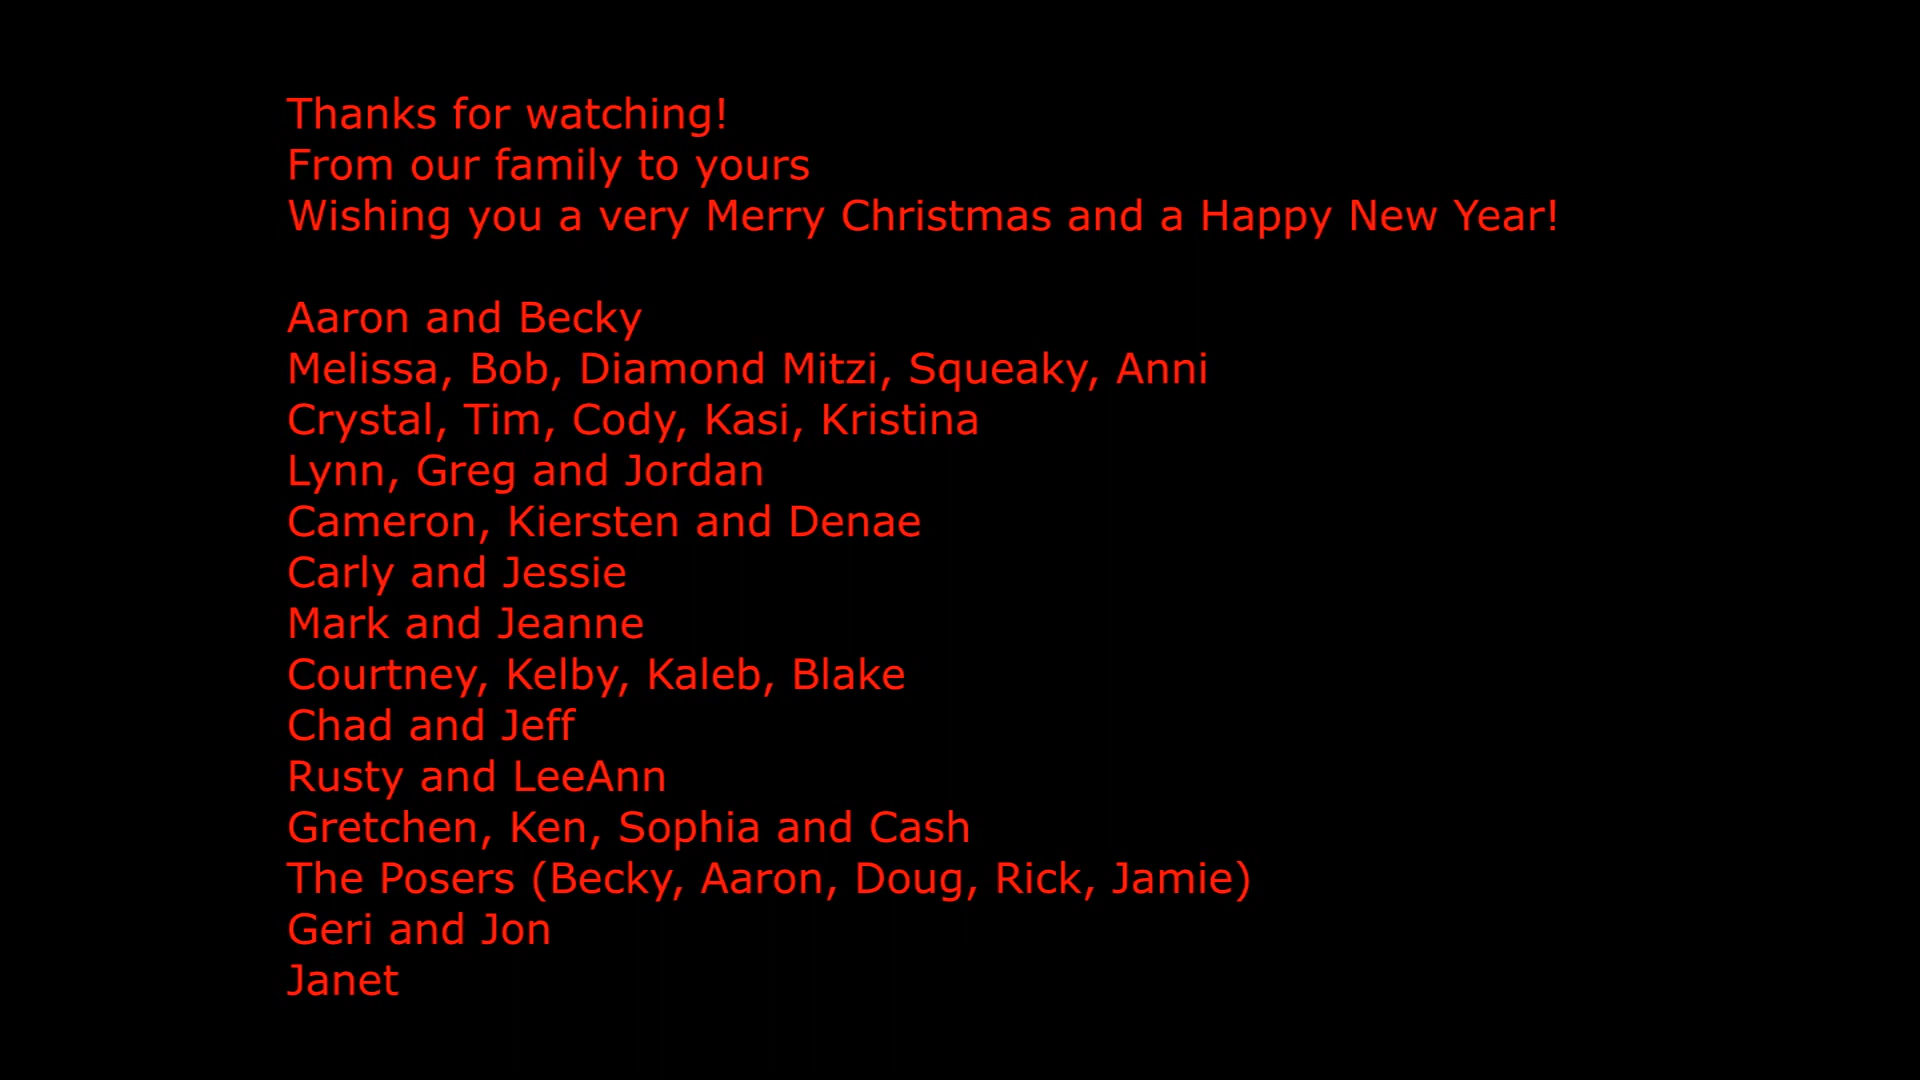 Thanks for watching!
From our family to yours
Wishing you a very Merry Christmas and a Happy New Year!
Aaron and Becky
Melissa, Bob, Diamond Mitzi, Squeaky, Anni
Crystal, Tim, Cody, Kasi, Kristina
Lynn, Greg and Jordan
Cameron, Kiersten and Denae
Carly and Jessie
Mark and Jeanne
Courtney, Kelby, Kaleb, Blake
Chad and Jeff
Rusty and LeeAnn
Gretchen, Ken, Sophia and Cash
The Posers (Becky, Aaron, Doug, Rick, Jamie)
Geri and Jon
Janet